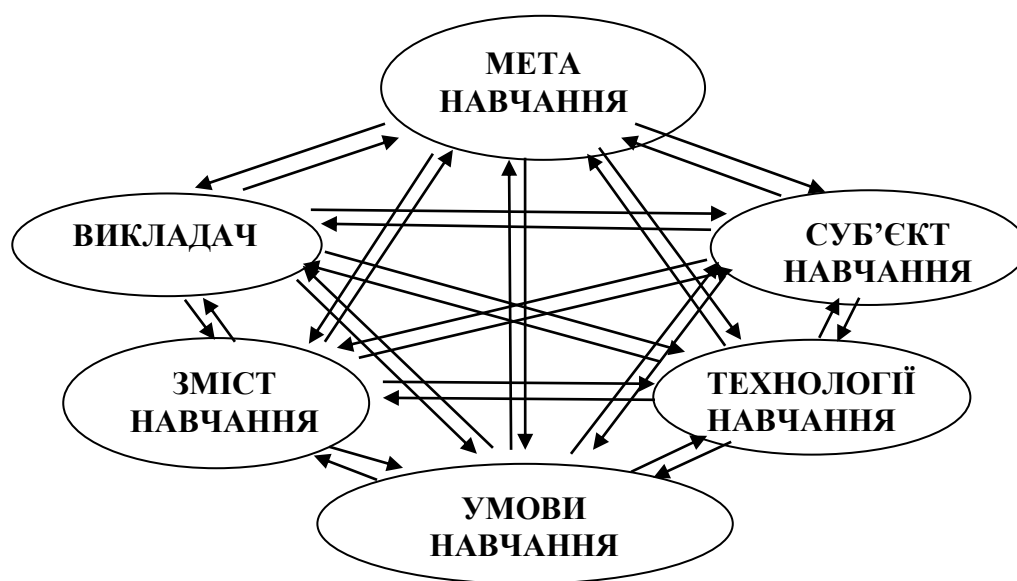 МЕТА
НАВЧАННЯ
ВИКЛАДАЧ
СУБ’ЄКТ
НАВЧАННЯ
ЗМІСТ
НАВЧАННЯ
ТЕХНОЛОГІЇ
НАВЧАННЯ
УМОВИ
НАВЧАННЯ